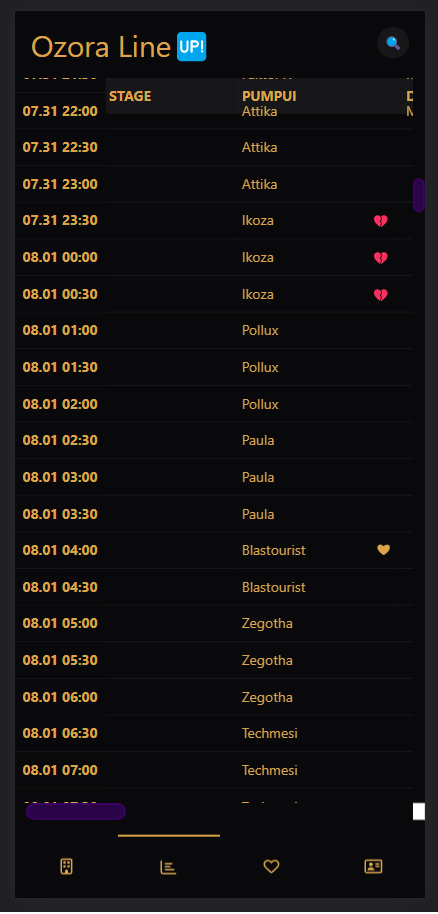 Ozora Line UP!
STAGE PUMPUI
07.31 22:00 Attika
07.31 22:30 Attika
07.31 23:00 Attika
07.31 23:30 Ikoza
08.01 00:00 Ikoza
08.01 00:30 Ikoza
08.01 01:00 Pollux
08.01 01:30 Pollux
08.01 02:00 Pollux
08.01 02:30 Paula
08.01 03:00 Paula
08.01 03:30 Paula
08.01 04:00 Blastourist
08.01 04:30 Blastourist
08.01 05:00 Zegotha
08.01 05:30 Zegotha
08.01 06:00 Zegotha
08.01 06:30 Techmesi
08.01 07:00 Techmesi